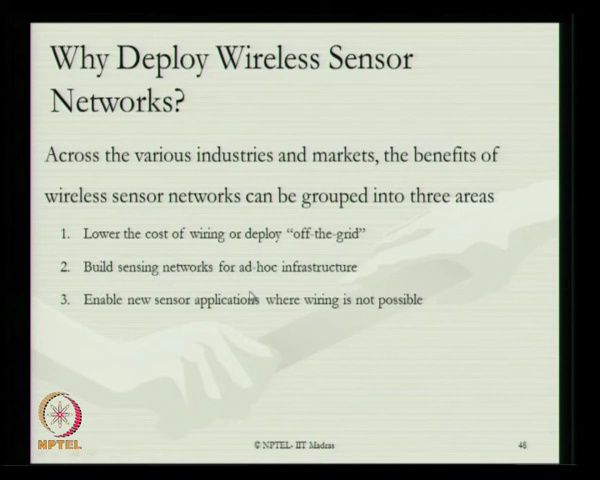 Why Deploy Wireless Sensor
Networks?
Across the various industries and markets, the benefits of
wireless sensor networks can be grouped into three areas
1. Lower the cost of wiring or deploy “off-the-grid”
2. Build sensing networks for ad-hoc infrastructure
3. Enable new sensor applications where wiring is not possible
NPTEL
© NPTEL- IIT Madras
48